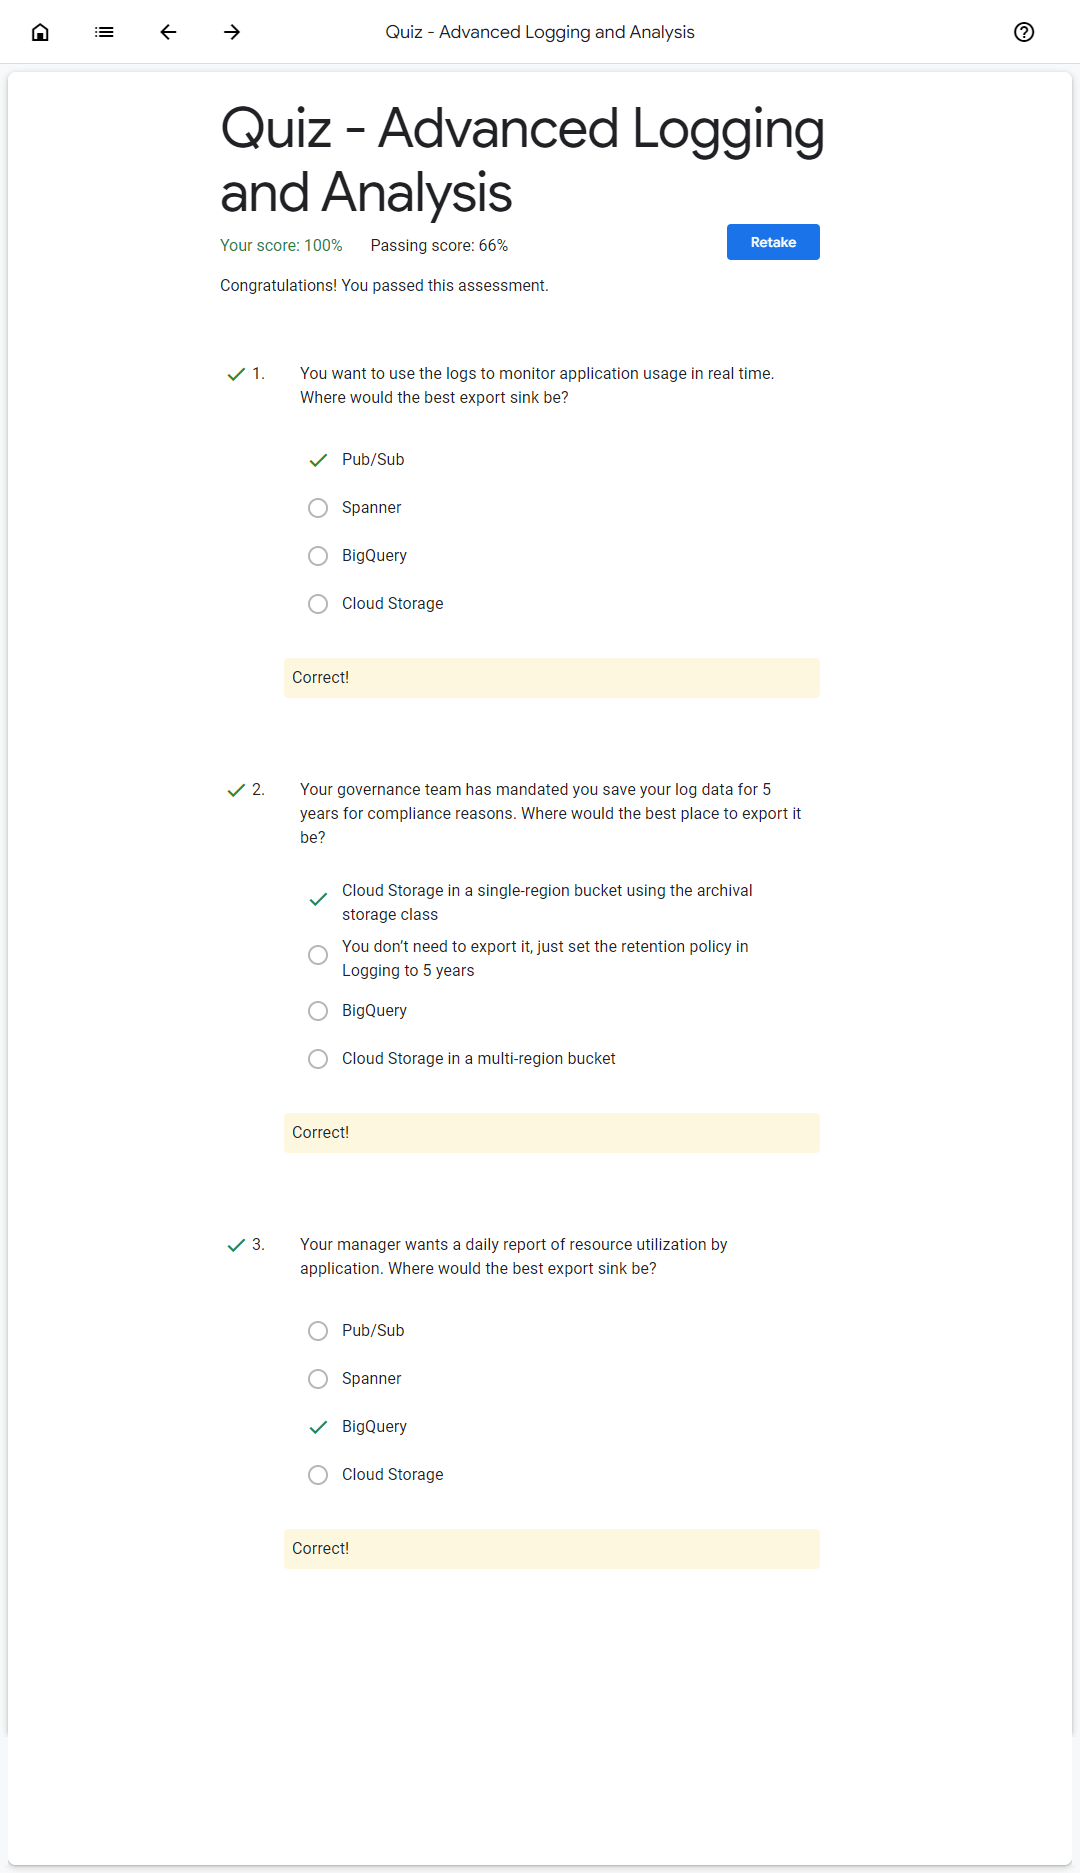 Quiz - Advanced Logging and Analysis
Quiz - Advanced Logging
and Analysis
Your score: 100% Passing score: 66%
Retake
Congratulations! You passed this assessment.
1. You want to use the logs to monitor application usage in real time.
Where would the best export sink be?
Pub/Sub
Spanner
BigQuery
Cloud Storage
Correct!
2. Your governance team has mandated you save your log data for 5
years for compliance reasons. Where would the best place to export it
be?
Cloud Storage in a single-region bucket using the archival
storage class
You don’t need to export it, just set the retention policy in
Logging to 5 years
BigQuery
Cloud Storage in a multi-region bucket
Correct!
3. Your manager wants a daily report of resource utilization by
application. Where would the best export sink be?
Pub/Sub
Spanner
BigQuery
Cloud Storage
Correct!